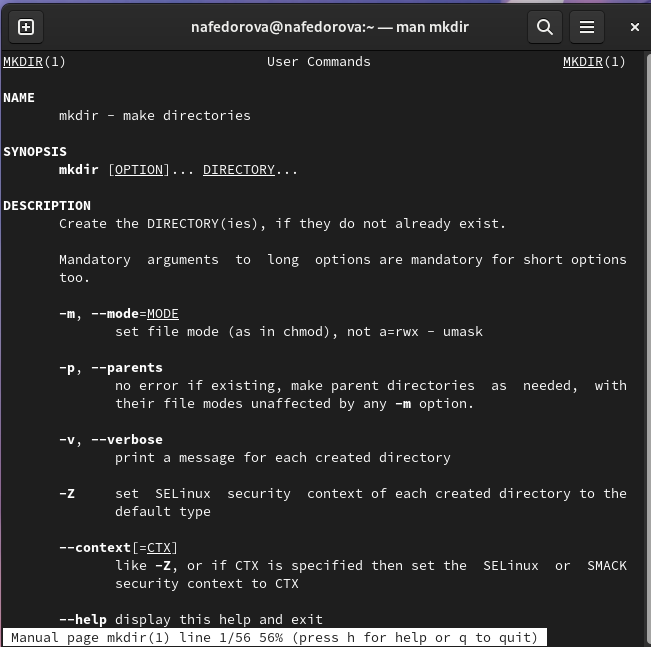 nafedorova@nafedorova:~ — man mkdir
MKDIR(1) User Commands MKDIR(1)
NAME
mkdir - make directories
SYNOPSIS
mkdir [OPTION]... DIRECTORY...
DESCRIPTION
Create the DIRECTORY(ies), if they do not already exist.
Mandatory arguments to long options are mandatory for short options
too.
-m, --mode=MODE
set file mode (as in chmod), not a=rwx - umask
-p, --parents
no error if existing, make parent directories as needed, with
their file modes unaffected by any -m option.
-v, --verbose
print a message for each created directory
-Z set SELinux security context of each created directory to the
default type
--context[=CTX]
like -Z, or if CTX is specified then set the SELinux or SMACK
security context to CTX
--help display this help and exit
Manual page mkdir(1) line 1/56 56% (press h for help or q to quit)